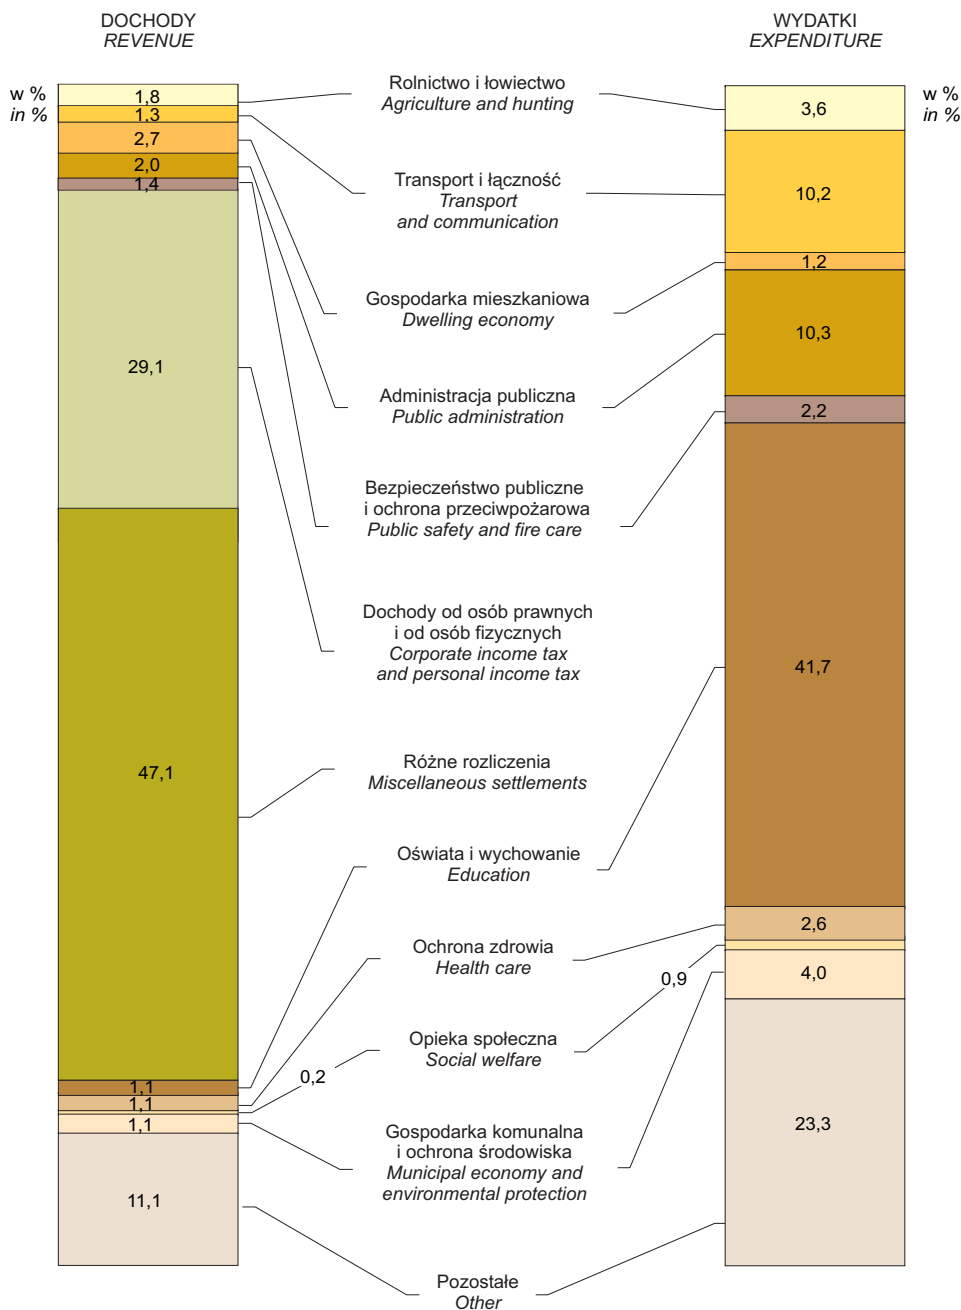 DOCHODY
REVENUE
WYDATKI
EXPENDITURE
w %
in %
1,8
1,3
2,7
2,0
1,4
29,1
47,1
1,1
1,1
0,2
1,1
11,1
Rolnictwo i łowiectwo
Agriculture and hunting
Transport i łączność
Transport
and communication
Gospodarka mieszkaniowa
Dwelling economy
Administracja publiczna
Public administration
Bezpieczeństwo publiczne
i ochrona przeciwpożarowa
Public safety and fire care
Dochody od osób prawnych
i od osób fizycznych
Corporate income tax
and personal income tax
Różne rozliczenia
Miscellaneous settlements
Oświata i wychowanie
Education
Ochrona zdrowia
Health care
Opieka społeczna
Social welfare
Gospodarka komunalna
i ochrona środowiska
Municipal economy and
environmental protection
Pozostałe
Other
w %
in %
3,6
10,2
1,2
10,3
2,2
41,7
2,6
0,9
4,0
23,3